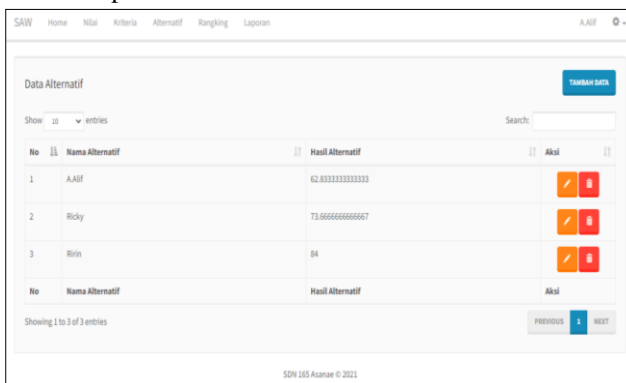 SAW Home Nilai Kriteria Alternatif Rangking Laporan A.Alif
Data Alternatif TAMBAH DATA
Show 10 entries Search:
No Nama Alternatif Hasil Alternatif Aksi
1 A.Alif 62.8333333333333
2 Ricky 73.6666666666667
3 Ririn 84
No Nama Alternatif Hasil Alternatif Aksi
Showing 1 to 3 of 3 entries PREVIOUS 1 NEXT
SDN 165 Asanae © 2021